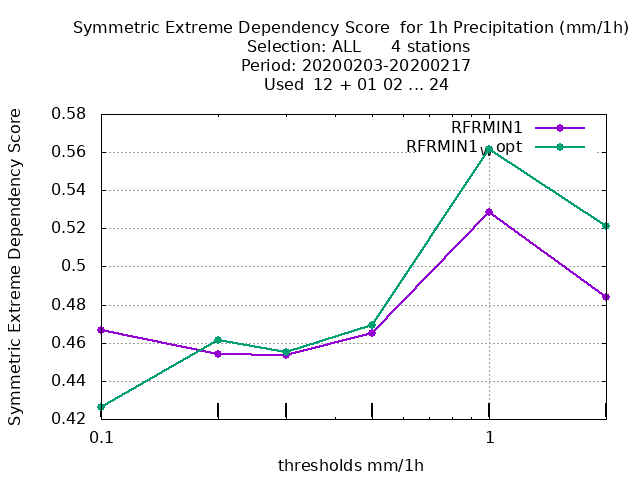 Symmetric Extreme Dependency Score  for 1h Precipitation (mm/1h)
Selection: ALL      4 stations
Period: 20200203-20200217
Used  12 + 01 02 ... 24
Symmetric Extreme Dependency Score
0.58
0.56
0.54
0.52
0.5
0.48
0.46
0.44
0.42
RFRMIN1
RFRMIN1vopt
0.1
1
thresholds mm/1h